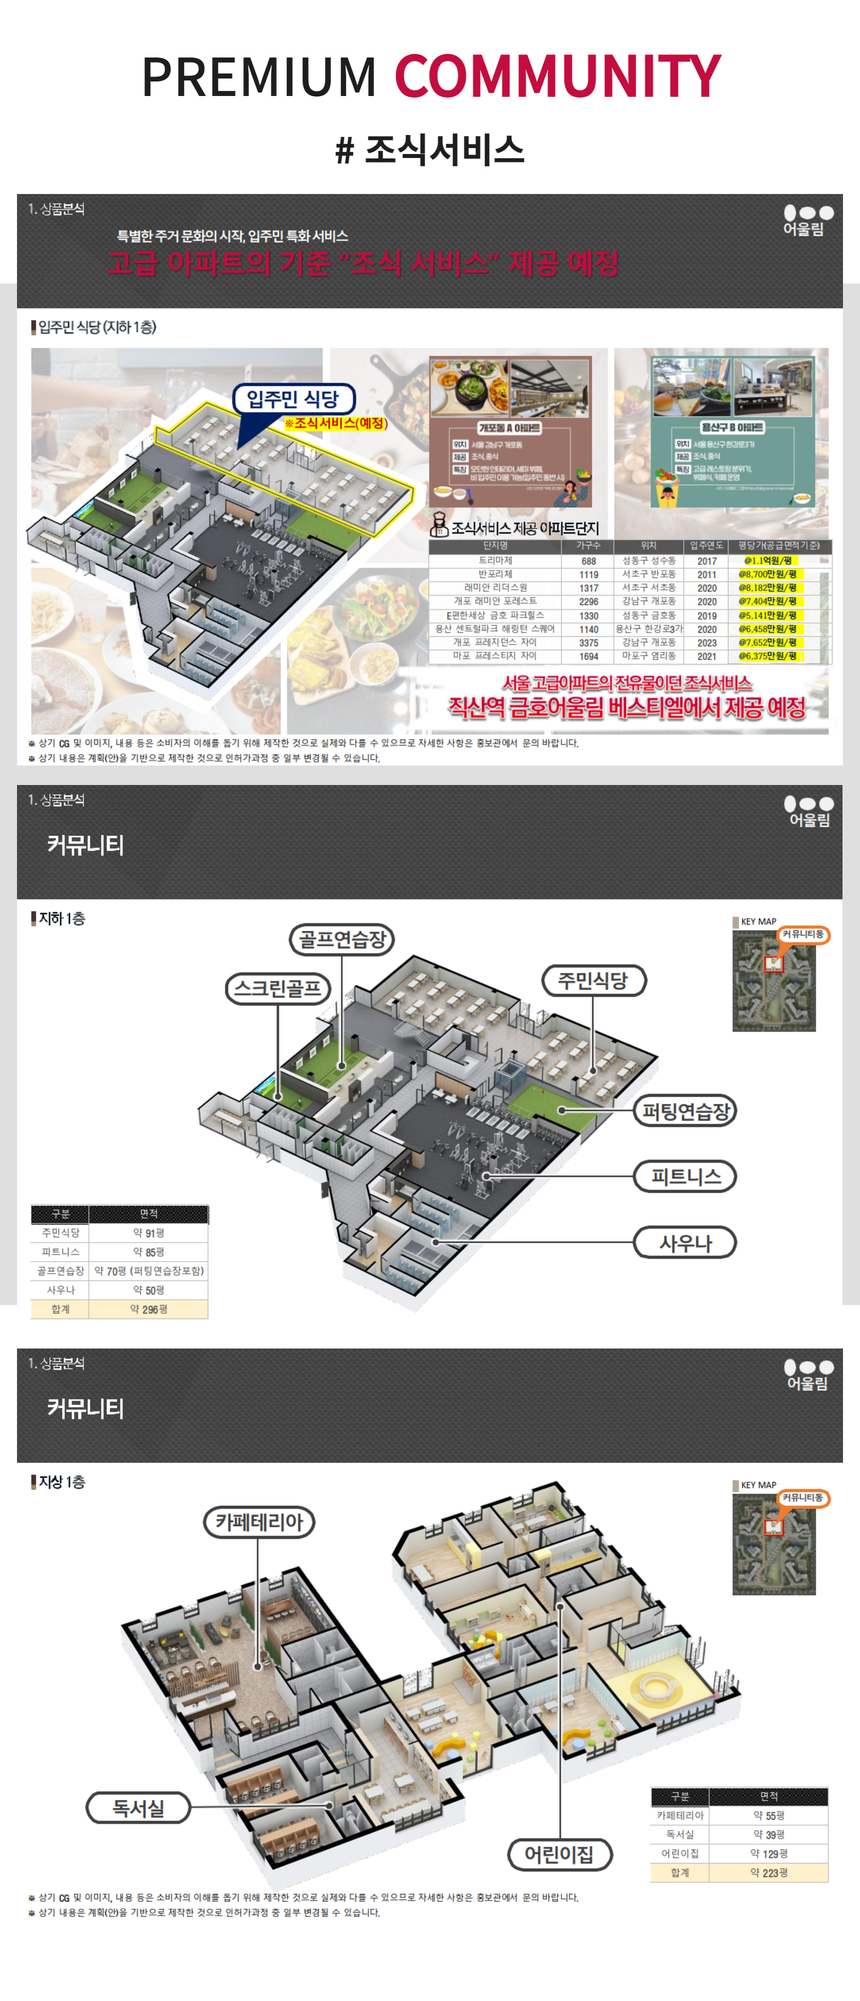 PREMIUM COMMUNITY
# 조식서비스
1. 상품분석
어울림
특별한 주거 문화의 시작, 입주민 특화 서비스
고급 아파트의 기준 “조식 서비스” 제공 예정
입주민 식당 (지하 1층)
입주민 식당
※조식서비스(예정)
개포동 A 아파트
위치 서울 강남구 개포동
제공 조식, 중식
특징 모던한 인테리어, 세미 뷔페,
용산구 B 아파트
위치 서울 용산구 한강로3가
제공 조식, 중식
특징 고급 레스토랑 분위기,
뷔페식, 카페 운영
조식서비스 제공 아파트단지
단지명 가구수 위치 입주연도 평당가(공급면적기준)
트리마제 688 성동구 성수동 2017 @1.1억원/평
반포리체 1119 서초구 반포동 2011 @8,700만원/평
래미안 리더스원 1317 서초구 서초동 2020 @8,182만원/평
개포 래미안 포레스트 2296 강남구 개포동 2020 @7,404만원/평
E편한세상 금호 파크힐스 1330 성동구 금호동 2019 @5,141만원/평
용산 센트럴파크 해링턴 스퀘어 1140 용산구 한강로3가 2020 @6,458만원/평
개포 프레지던스 자이 3375 강남구 개포동 2023 @7,652만원/평
마포 프레스티지 자이 1694 마포구 염리동 2021 @6,375만원/평
서울 고급아파트의 전유물이던 조식서비스
직산역 금호어울림 베스티엘에서 제공 예정
※ 상기 CG 및 이미지, 내용 등은 소비자의 이해를 돕기 위해 제작한 것으로 실제와 다를 수 있으므로 자세한 사항은 홍보관에서 문의 바랍니다.
※ 상기 내용은 계획(안)을 기반으로 제작한 것으로 인허가과정 중 일부 변경될 수 있습니다.
1. 상품분석
어울림
커뮤니티
지하 1층
KEY MAP
커뮤니티동
골프연습장
스크린골프
주민식당
퍼팅연습장
피트니스
사우나
구분 면적
주민식당 약 91평
피트니스 약 85평
골프연습장 약 70평 (퍼팅연습장포함)
사우나 약 50평
합계 약 296평
1. 상품분석
어울림
커뮤니티
지상 1층
KEY MAP
커뮤니티동
카페테리아
독서실
어린이집
구분 면적
카페테리아 약 55평
독서실 약 39평
어린이집 약 129평
합계 약 223평
※ 상기 CG 및 이미지, 내용 등은 소비자의 이해를 돕기 위해 제작한 것으로 실제와 다를 수 있으므로 자세한 사항은 홍보관에서 문의 바랍니다.
※ 상기 내용은 계획(안)을 기반으로 제작한 것으로 인허가과정 중 일부 변경될 수 있습니다.